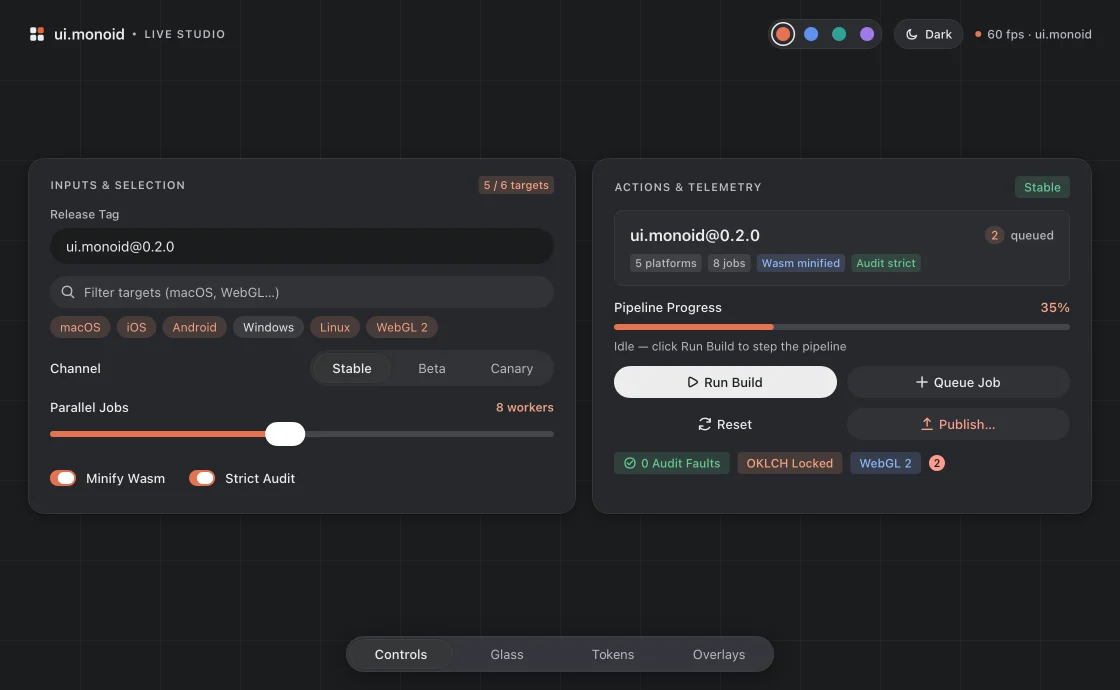 ui.monoid • LIVE STUDIO
Dark
60 fps · ui.monoid
INPUTS & SELECTION
5 / 6 targets
Release Tag
ui.monoid@0.2.0
Filter targets (macOS, WebGL...)
macOS iOS Android Windows Linux WebGL 2
Channel
Stable Beta Canary
Parallel Jobs
8 workers
Minify Wasm
Strict Audit
ACTIONS & TELEMETRY
Stable
ui.monoid@0.2.0
2 queued
5 platforms 8 jobs Wasm minified Audit strict
Pipeline Progress
35%
Idle — click Run Build to step the pipeline
Run Build
Queue Job
Reset
Publish...
0 Audit Faults OKLCH Locked WebGL 2 2
Controls Glass Tokens Overlays